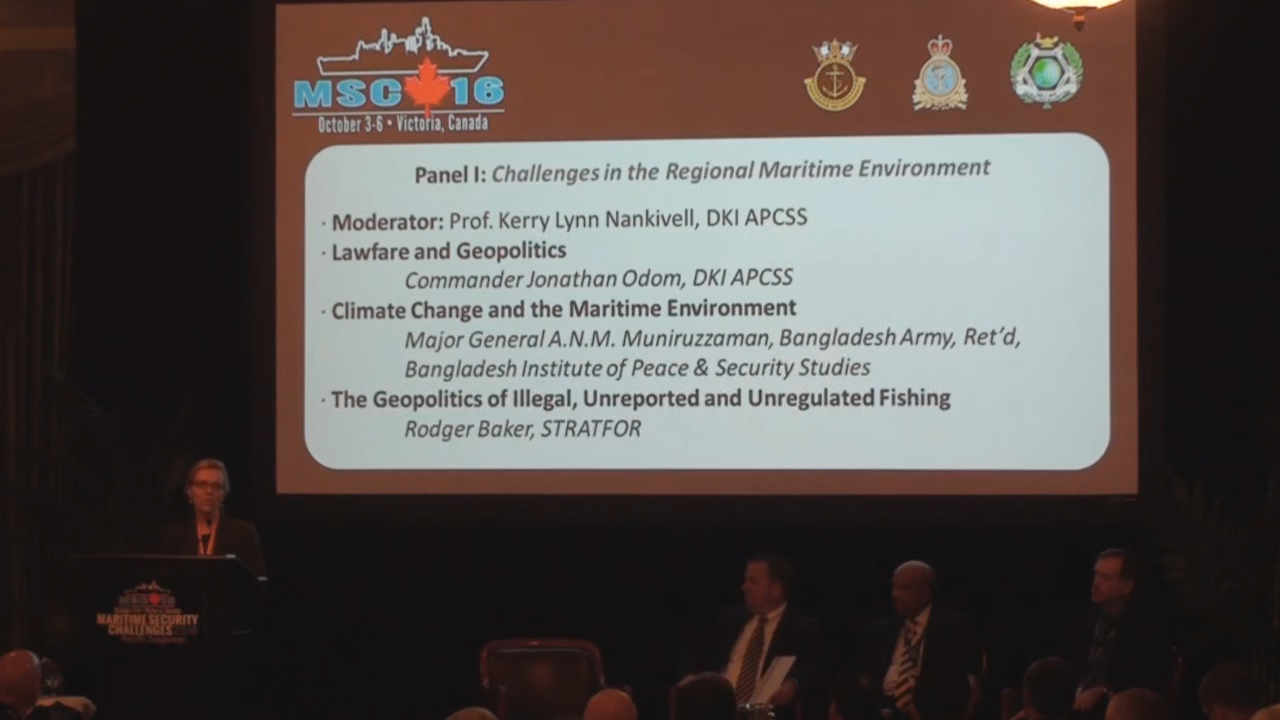 MSC 16
October 3-6 • Victoria, Canada
Panel I: Challenges in the Regional Maritime Environment
· Moderator: Prof. Kerry Lynn Nankivell, DKI APCSS
· Lawfare and Geopolitics
Commander Jonathan Odom, DKI APCSS
· Climate Change and the Maritime Environment
Major General A.N.M. Muniruzzaman, Bangladesh Army, Ret’d,
Bangladesh Institute of Peace & Security Studies
· The Geopolitics of Illegal, Unreported and Unregulated Fishing
Rodger Baker, STRATFOR
MARITIME SECURITY
CHALLENGES